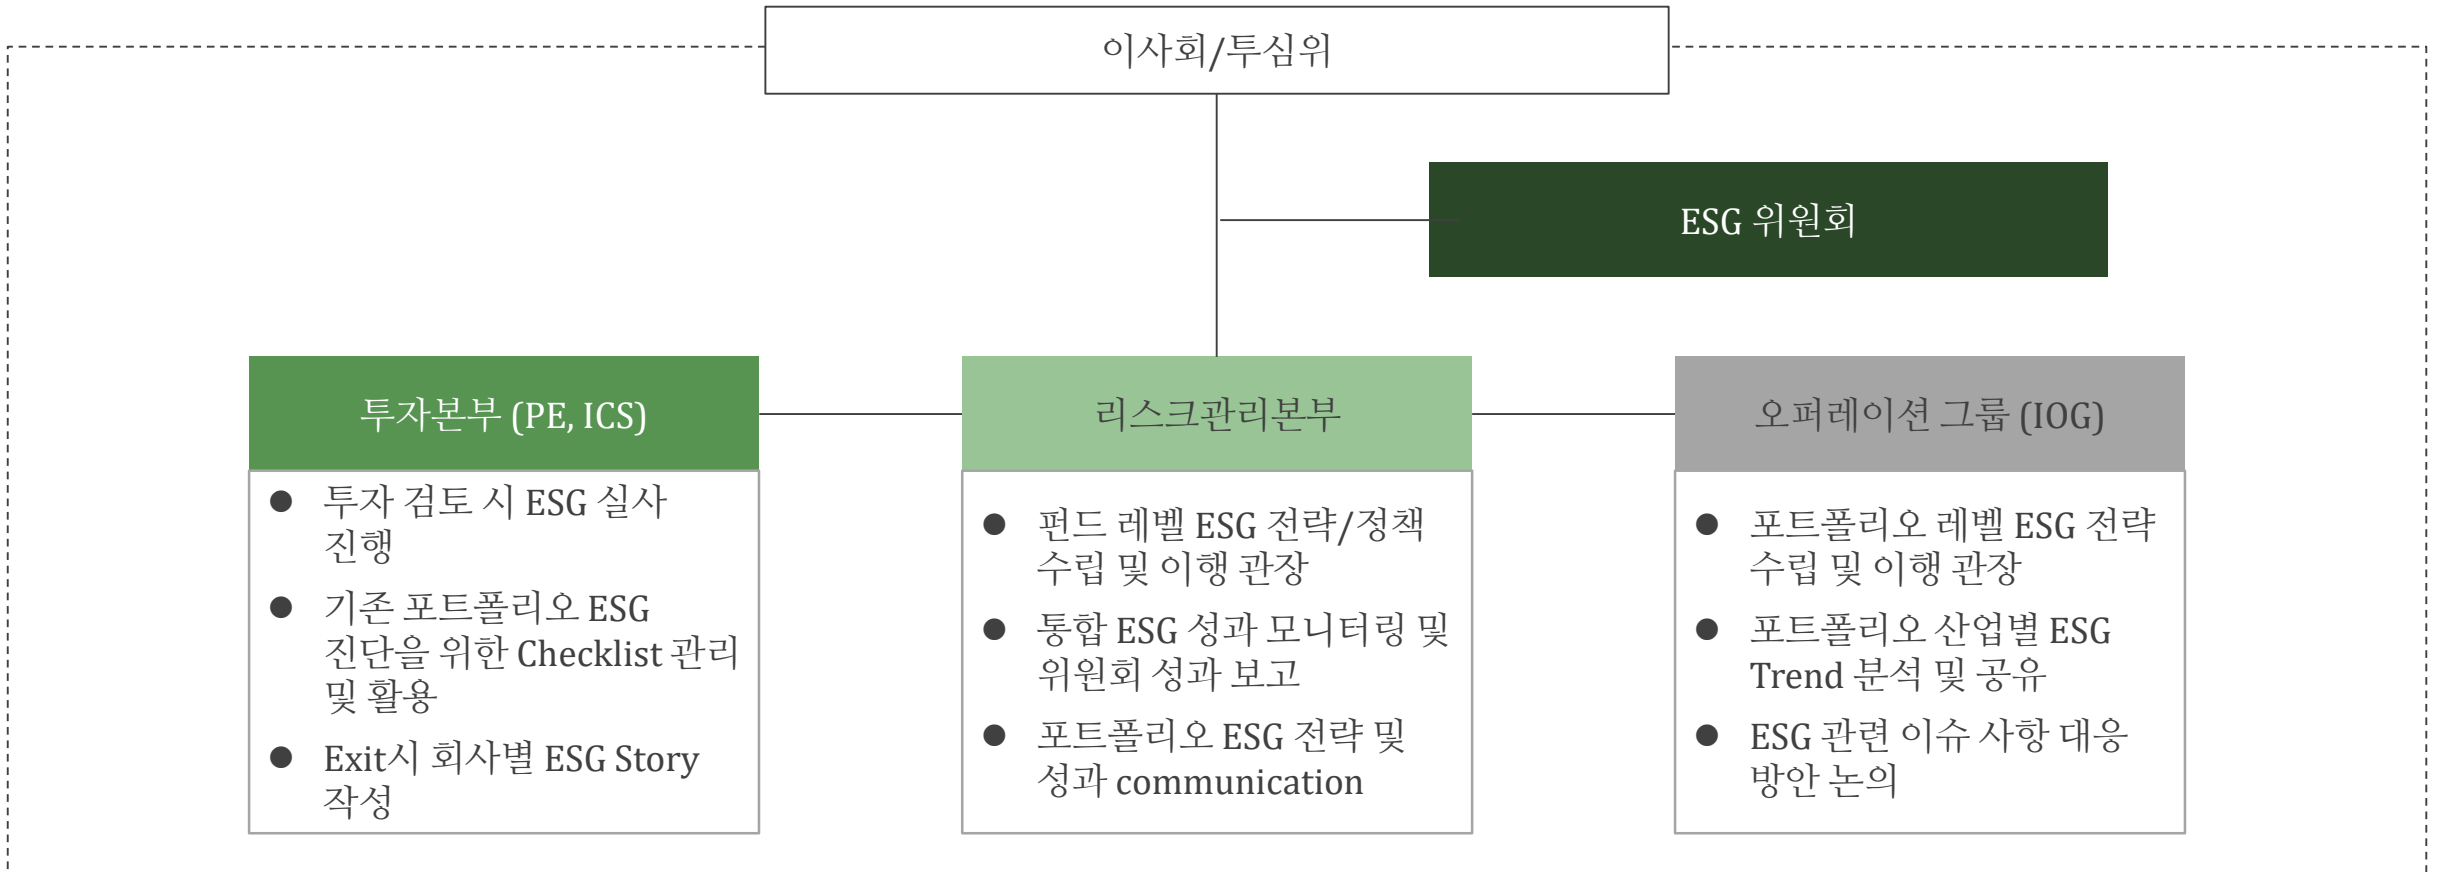 이사회/투심위
ESG 위원회
투자본부 (PE, ICS)
● 투자 검토 시 ESG 실사
진행
● 기존 포트폴리오 ESG
진단을 위한 Checklist 관리
및 활용
● Exit시 회사별 ESG Story
작성
리스크관리본부
● 펀드 레벨 ESG 전략/정책
수립 및 이행 관장
● 통합 ESG 성과 모니터링 및
위원회 성과 보고
● 포트폴리오 ESG 전략 및
성과 communication
오퍼레이션 그룹 (IOG)
● 포트폴리오 레벨 ESG 전략
수립 및 이행 관장
● 포트폴리오 산업별 ESG
Trend 분석 및 공유
● ESG 관련 이슈 사항 대응
방안 논의